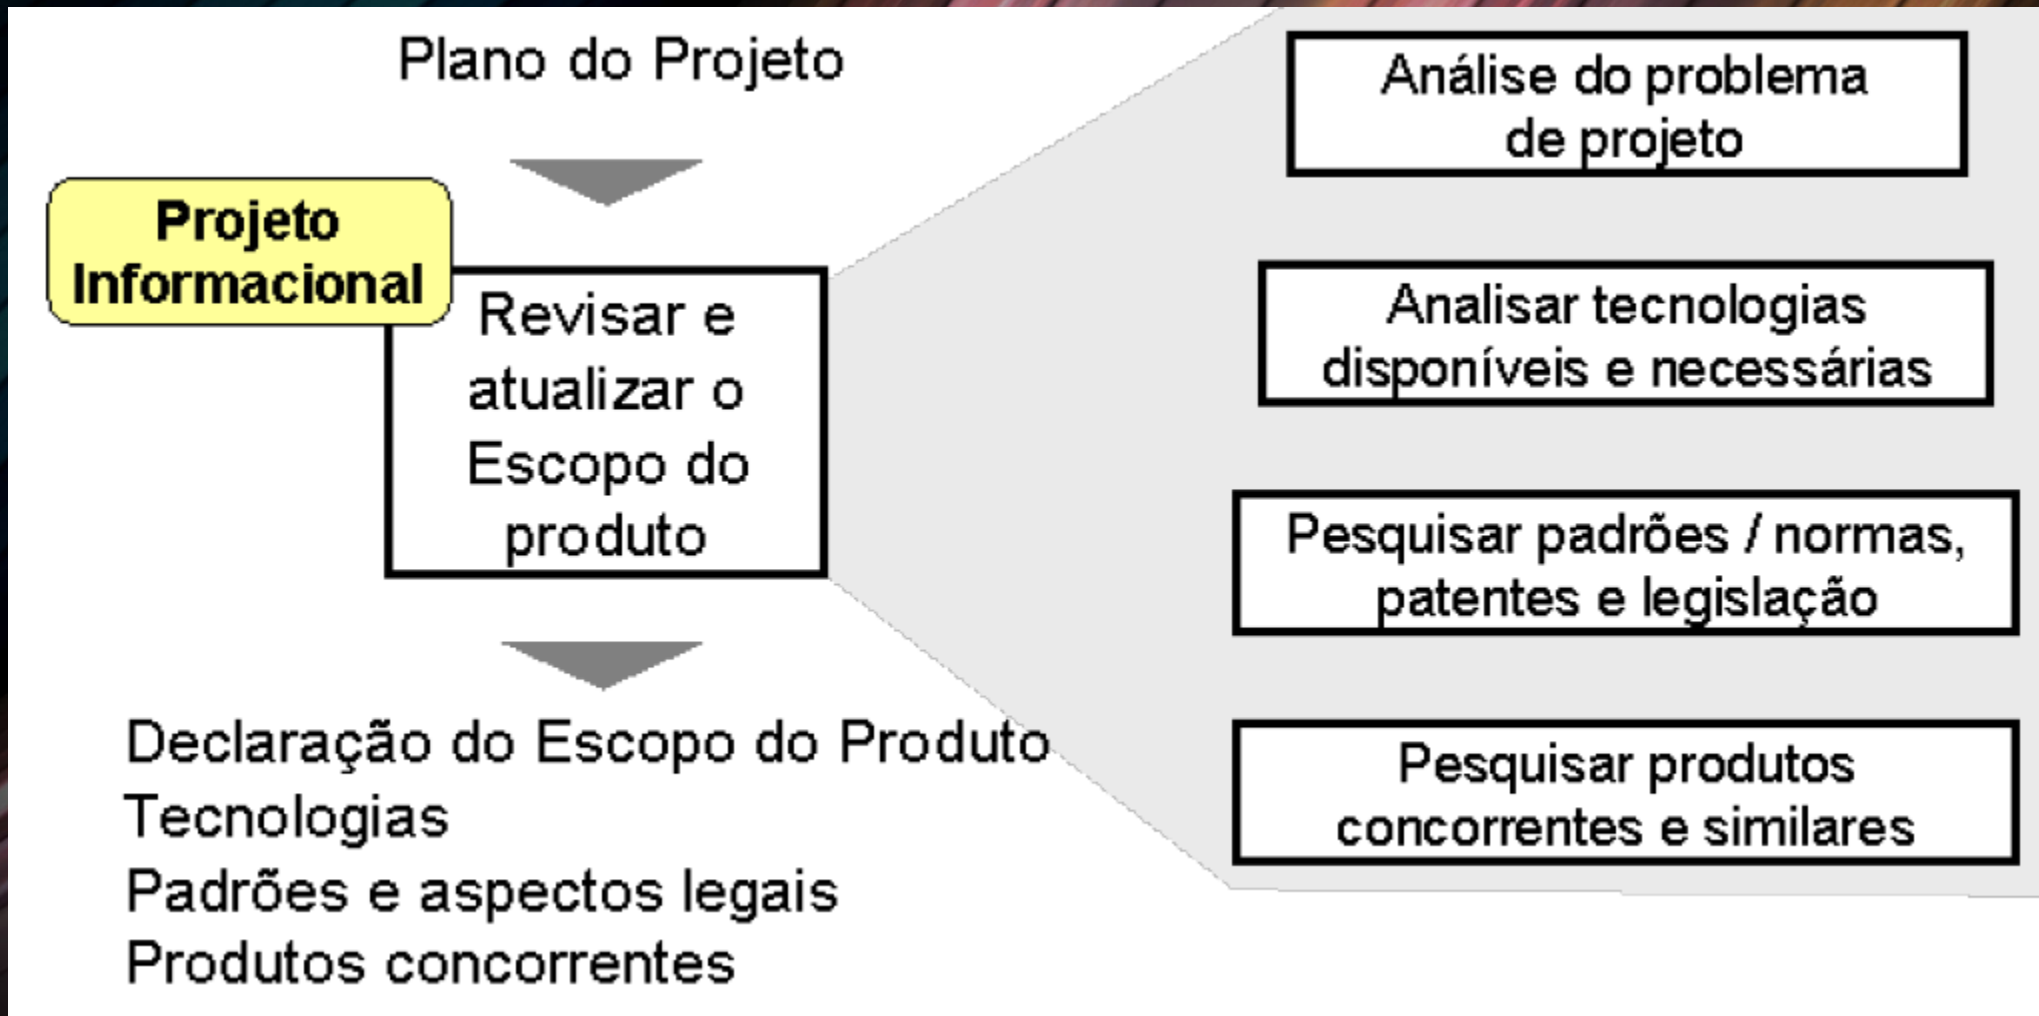 Plano do Projeto
Projeto
Informacional
Revisar e
atualizar o
Escopo do
produto
Declaração do Escopo do Produto
Tecnologias
Padrões e aspectos legais
Produtos concorrentes
Análise do problema
de projeto
Analisar tecnologias
disponíveis e necessárias
Pesquisar padrões / normas,
patentes e legislação
Pesquisar produtos
concorrentes e similares